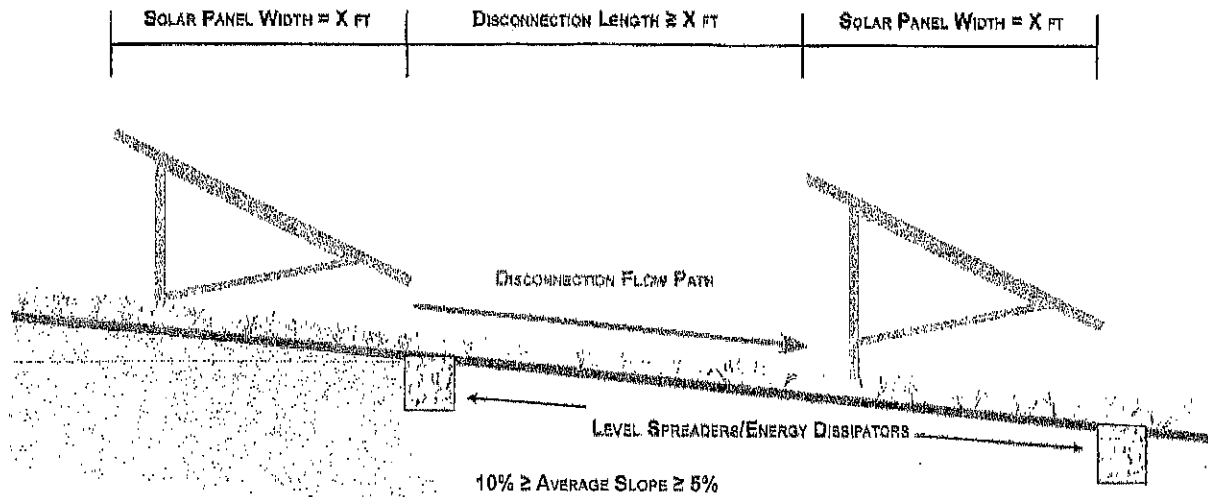 SOLAR PANEL WIDTH = X FT
DISCONNECTION LENGTH ≥ X FT
SOLAR PANEL WIDTH = X FT
DISCONNECTION FLOW PATH
LEVEL SPREADERS/ENERGY DISSIPATORS
10% ≥ AVERAGE SLOPE ≥ 5%